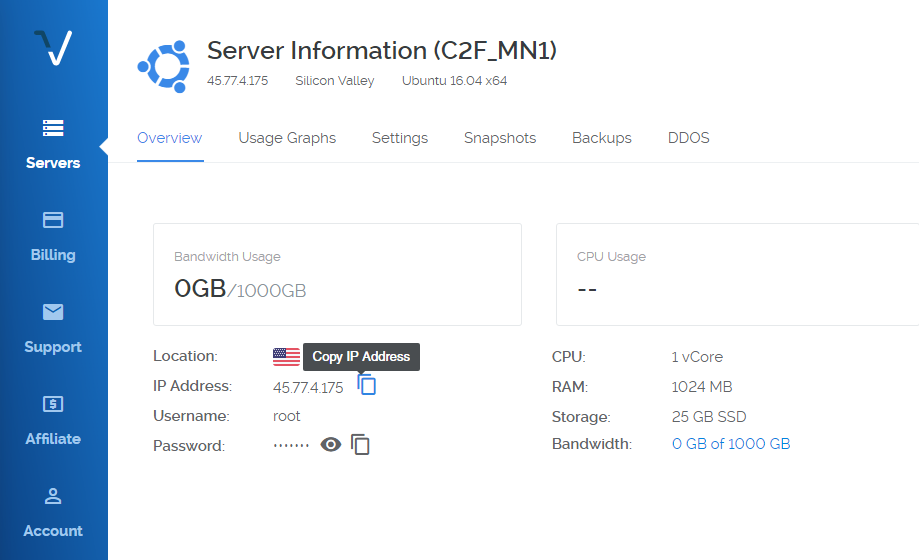 Server Information (C2F_MN1)
45.77.4.175 Silicon Valley Ubuntu 16.04 x64
Overview Usage Graphs Settings Snapshots Backups DDOS
Servers
Billing
Support
Affiliate
Account
Bandwidth Usage
0GB/1000GB
CPU Usage
--
Location: Copy IP Address
IP Address: 45.77.4.175
Username: root
Password: ·······
CPU: 1 vCore
RAM: 1024 MB
Storage: 25 GB SSD
Bandwidth: 0 GB of 1000 GB